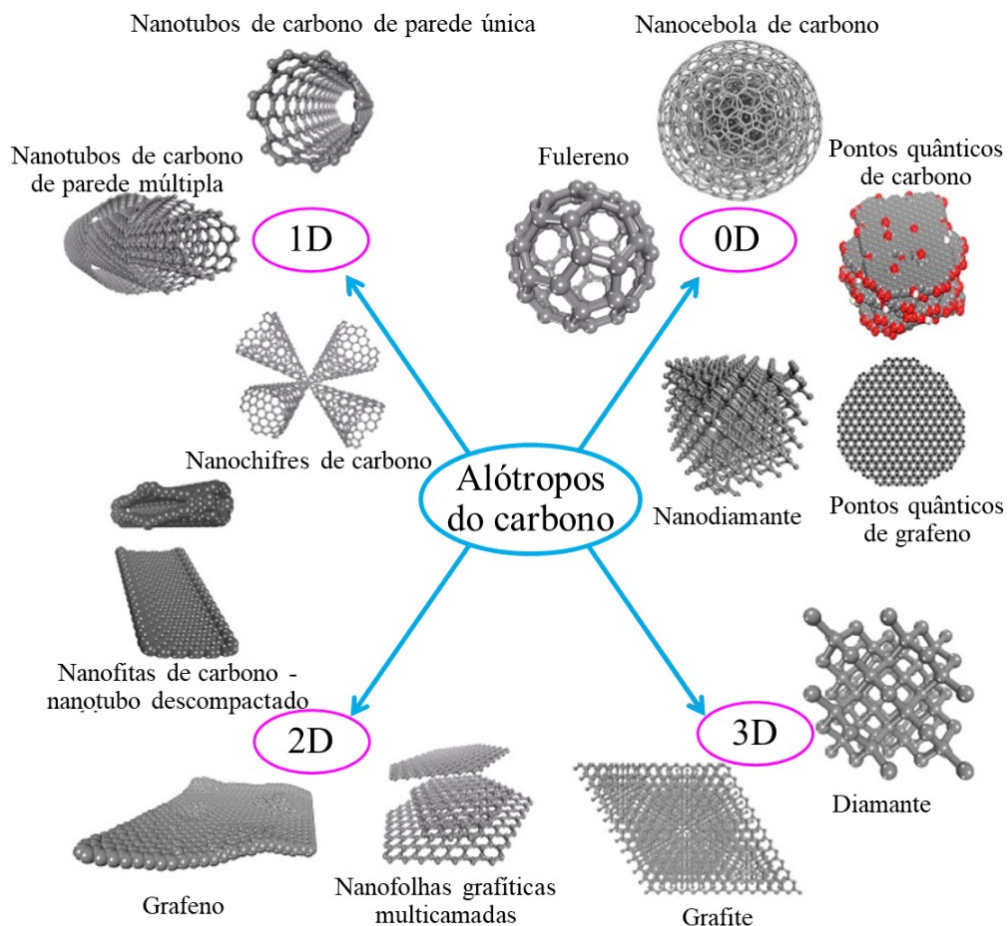 Nanotubos de carbono de parede única
Nanocebola de carbono
Nanotubos de carbono
de parede múltipla
Fulereno
Pontos quânticos
de carbono
1D
0D
Nanochifres de carbono
Alótropos
do carbono
Nanodiamante
Pontos quânticos
de grafeno
Nanofitas de carbono -
nanotubo descompactado
2D
3D
Diamante
Grafeno
Nanofolhas grafíticas
multicamadas
Grafite